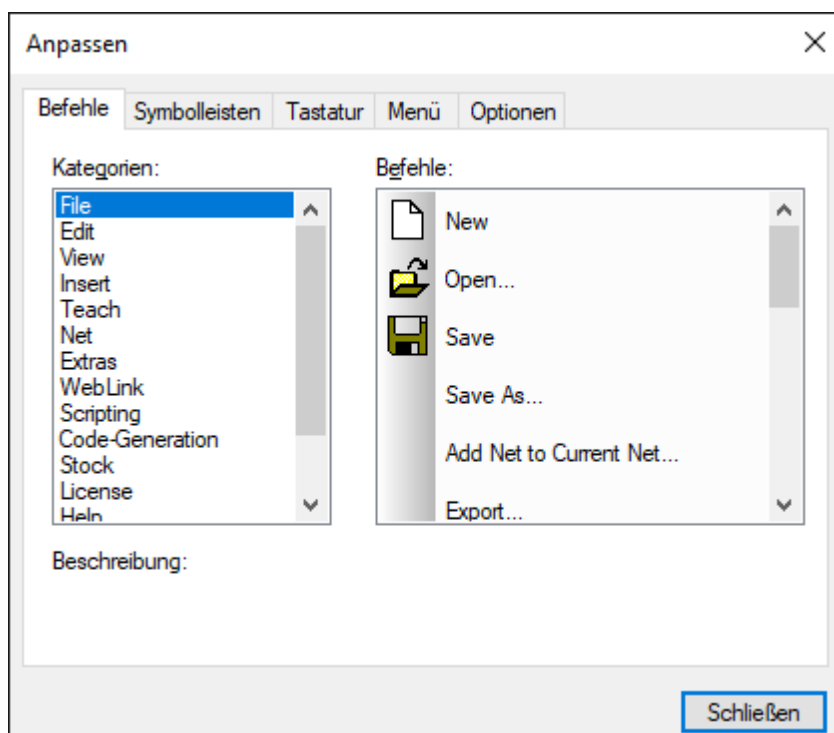 Anpassen
Befehle Symbolleisten Tastatur Menü Optionen
Kategorien:
File
Edit
View
Insert
Teach
Net
Extras
WebLink
Scripting
Code-Generation
Stock
License
Help
Befehle:
New
Open...
Save
Save As...
Add Net to Current Net...
Export...
Beschreibung:
Schließen